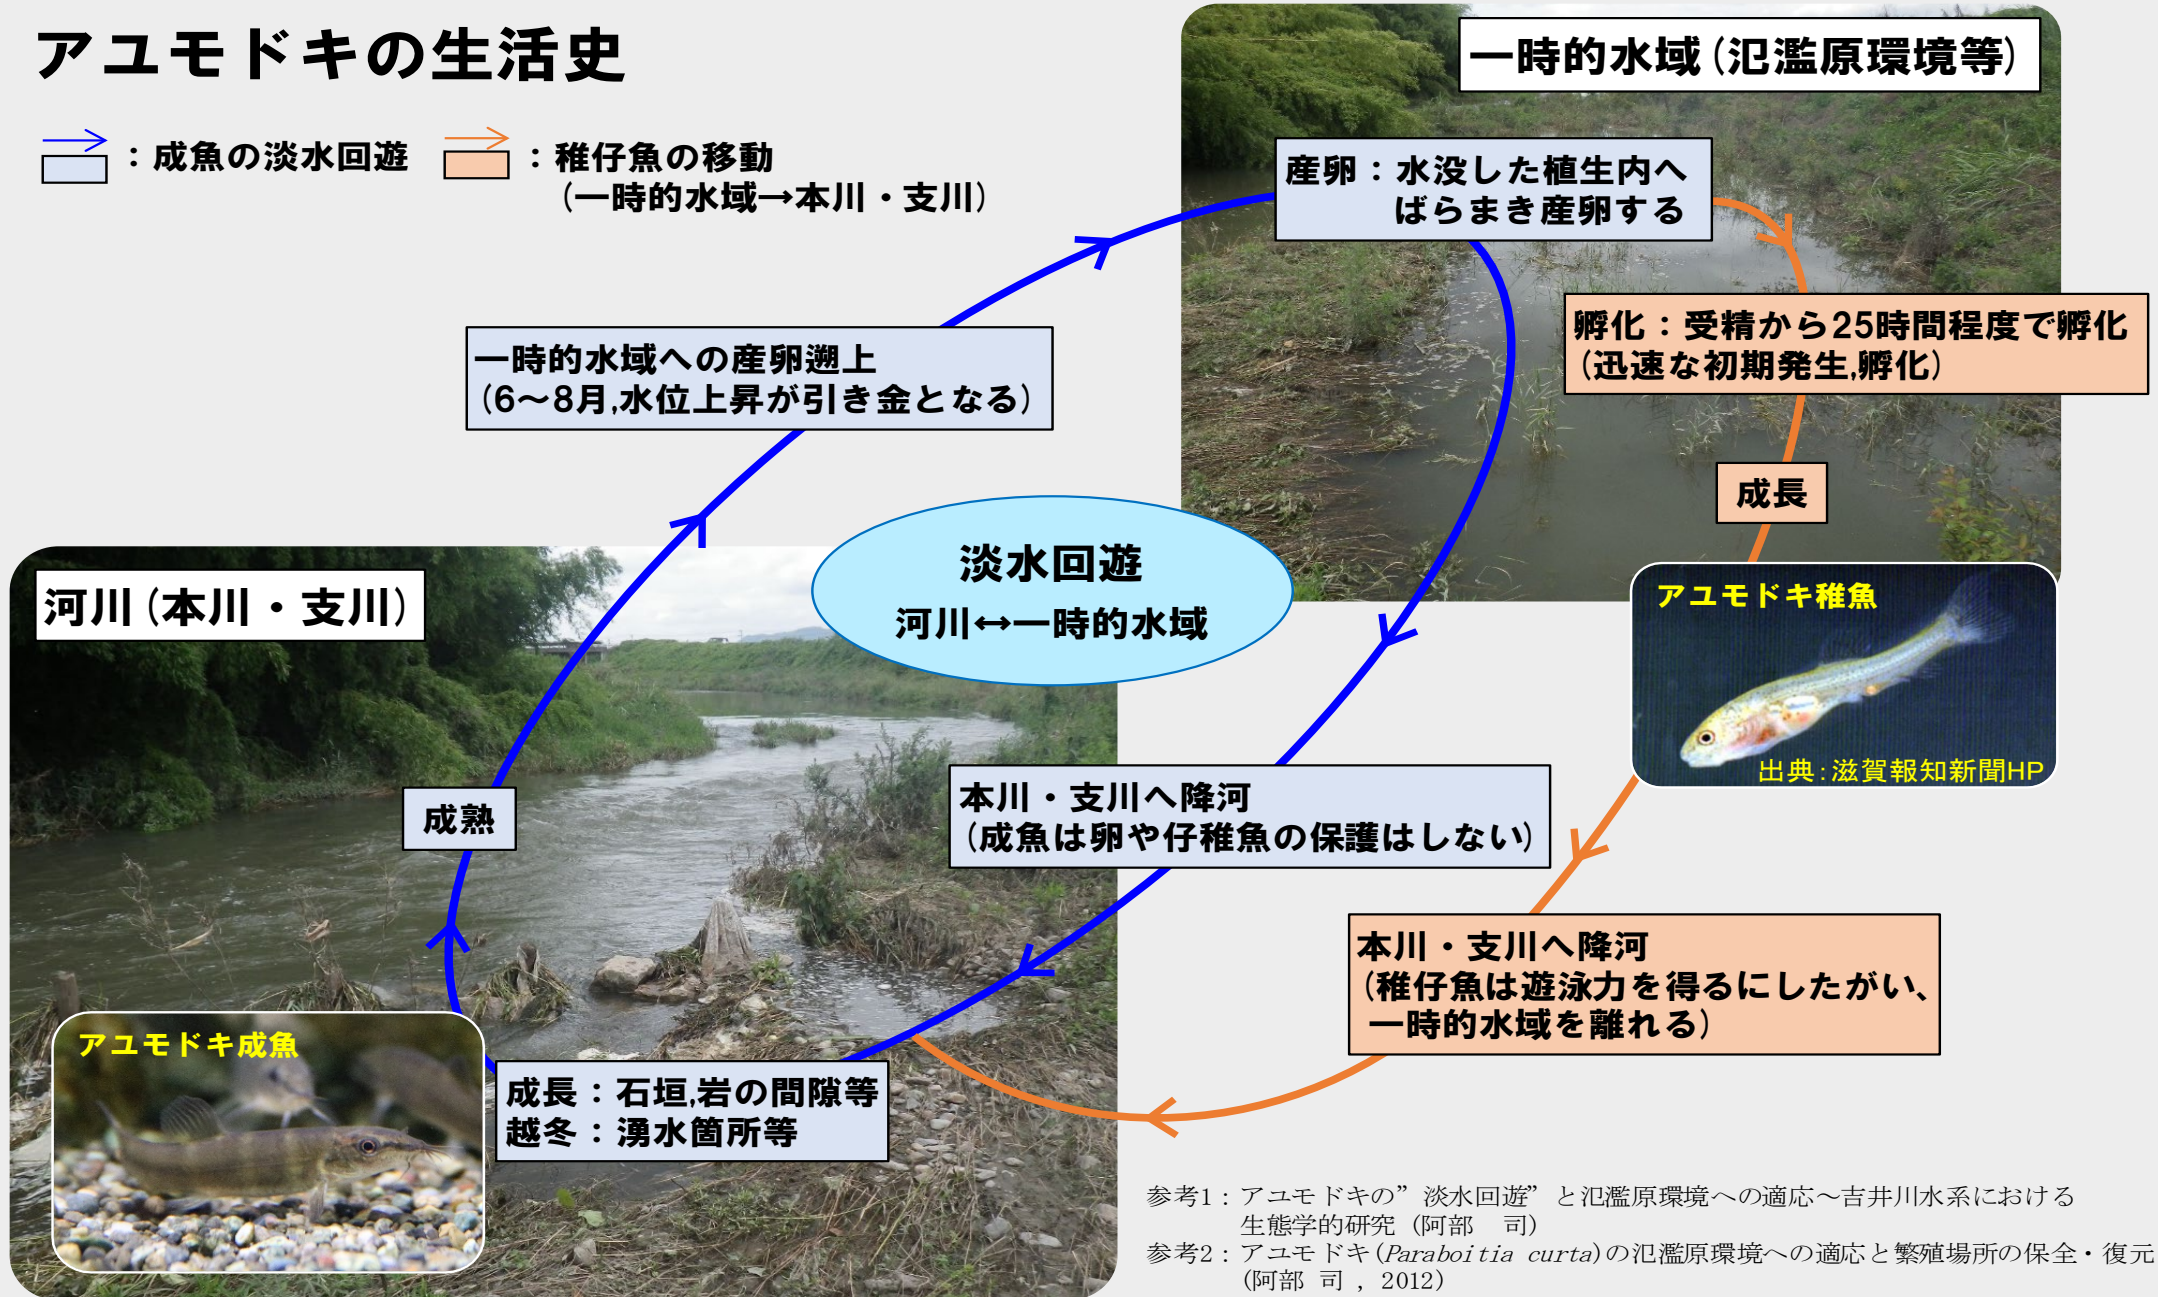 アユモドキの生活史
：成魚の淡水回遊
：稚仔魚の移動
（一時的水域→本川・支川）
一時的水域（氾濫原環境等）
産卵：水没した植生内へ
ばらまき産卵する
孵化：受精から25時間程度で孵化
（迅速な初期発生,孵化）
一時的水域への産卵遡上
（6～8月,水位上昇が引き金となる）
成長
淡水回遊
河川↔一時的水域
河川（本川・支川）
アユモドキ稚魚
出典：滋賀報知新聞HP
成熟
本川・支川へ降河
（成魚は卵や仔稚魚の保護はしない）
本川・支川へ降河
（稚仔魚は遊泳力を得るにしたがい、
一時的水域を離れる）
アユモドキ成魚
成長：石垣,岩の間隙等
越冬：湧水箇所等
参考1：アユモドキの”淡水回遊”と氾濫原環境への適応～吉井川水系における
生態学的研究（阿部　司）
参考2：アユモドキ(Paraboitia curta)の氾濫原環境への適応と繁殖場所の保全・復元
（阿部 司 , 2012）